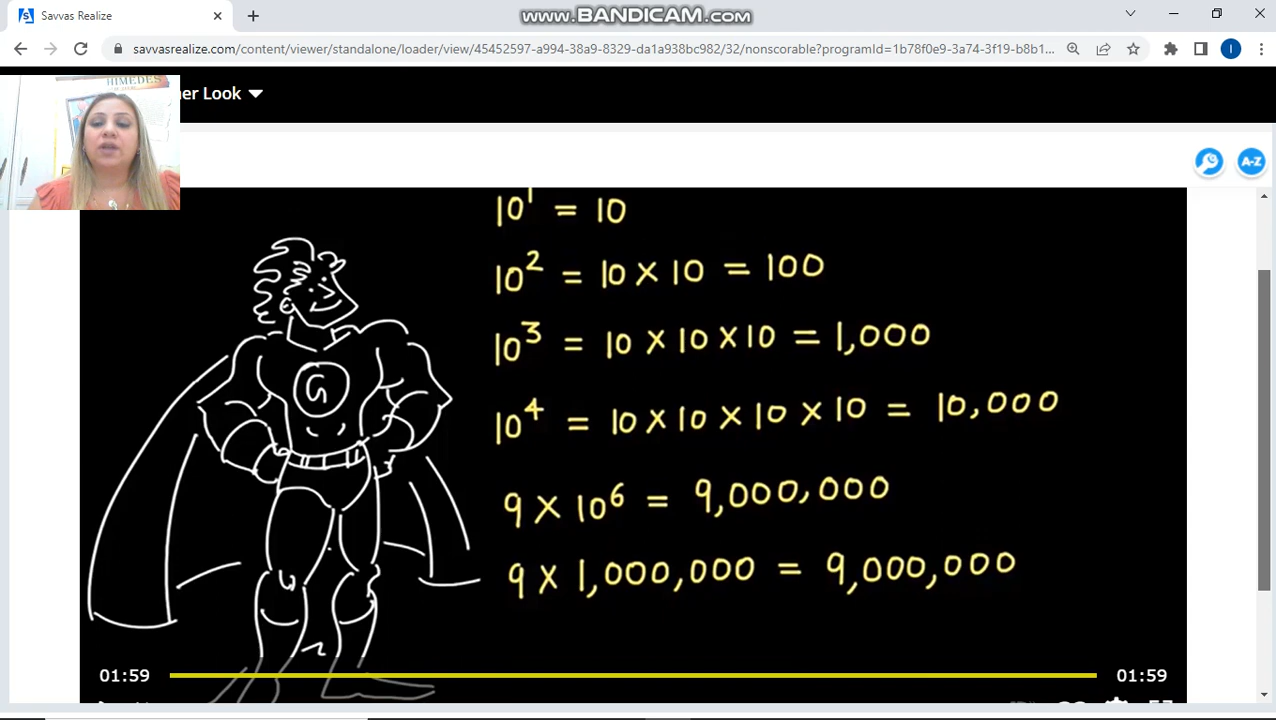 Savvas Realize
www.BANDICAM.com
savvasrealize.com/content/viewer/standalone/loader/view/45452597-a994-38a9-8329-da1a938bc982/32/nonscorable?programId=1b78f0e9-3a74-3f19-b8b1...
I
HIMEDES
her Look
A-Z
10¹ = 10
10² = 10 × 10 = 100
10³ = 10 × 10 × 10 = 1,000
G
10⁴ = 10 × 10 × 10 × 10 = 10,000
9 × 10⁶ = 9,000,000
9 × 1,000,000 = 9,000,000
01:59
01:59